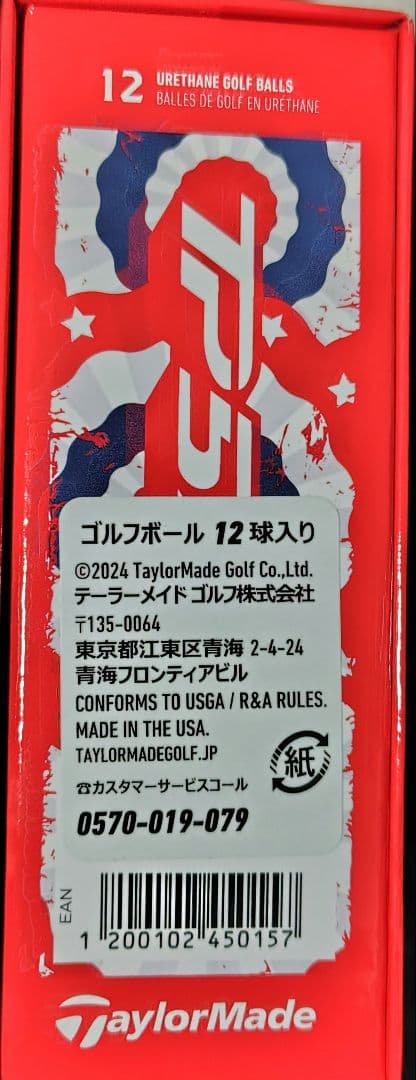 12 URETHANE GOLF BALLS
BALLES DE GOLF EN URÉTHANE
TP5
ゴルフボール 12球入り
©2024 TaylorMade Golf Co.,Ltd.
テーラーメイド ゴルフ株式会社
〒135-0064
東京都江東区青海 2-4-24
青海フロンティアビル
CONFORMS TO USGA / R&A RULES.
MADE IN THE USA.
TAYLORMADEGOLF.JP
紙
☎カスタマーサービスコール
0570-019-079
EAN
1 200102 450157
TaylorMade